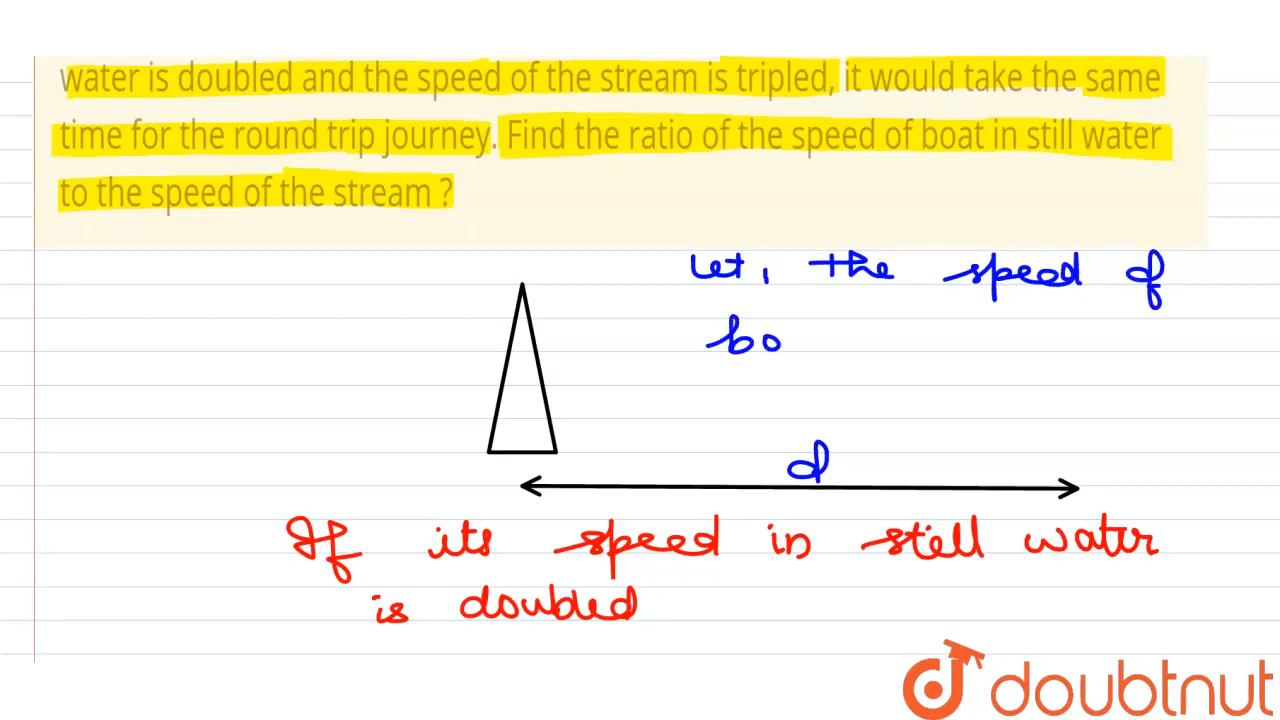 water is doubled and the speed of the stream is tripled, it would take the same
time for the round trip journey. Find the ratio of the speed of boat in still water
to the speed of the stream ?
Let, the speed of
bo
d
If its speed in still water
is doubled
doubtnut